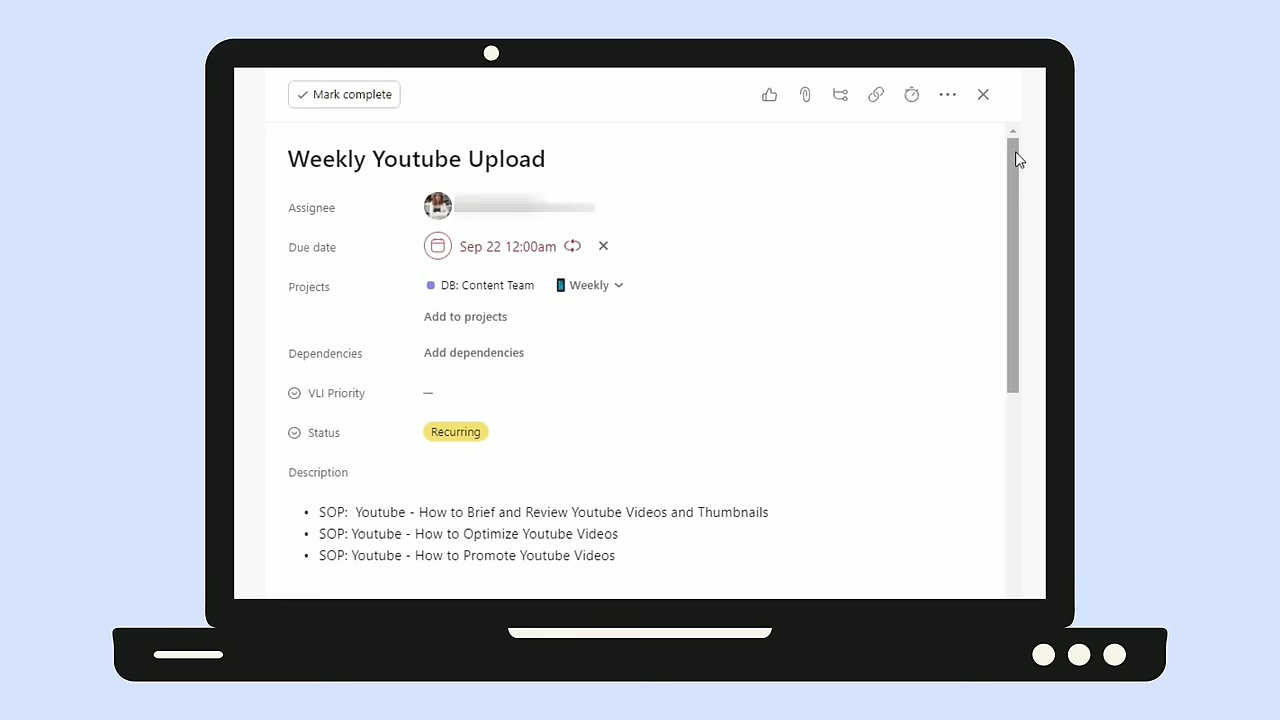 Mark complete
Weekly Youtube Upload
Assignee
Due date Sep 22 12:00am
Projects DB: Content Team Weekly
Add to projects
Dependencies Add dependencies
VLI Priority —
Status Recurring
Description
• SOP:  Youtube - How to Brief and Review Youtube Videos and Thumbnails
• SOP: Youtube - How to Optimize Youtube Videos
• SOP: Youtube - How to Promote Youtube Videos